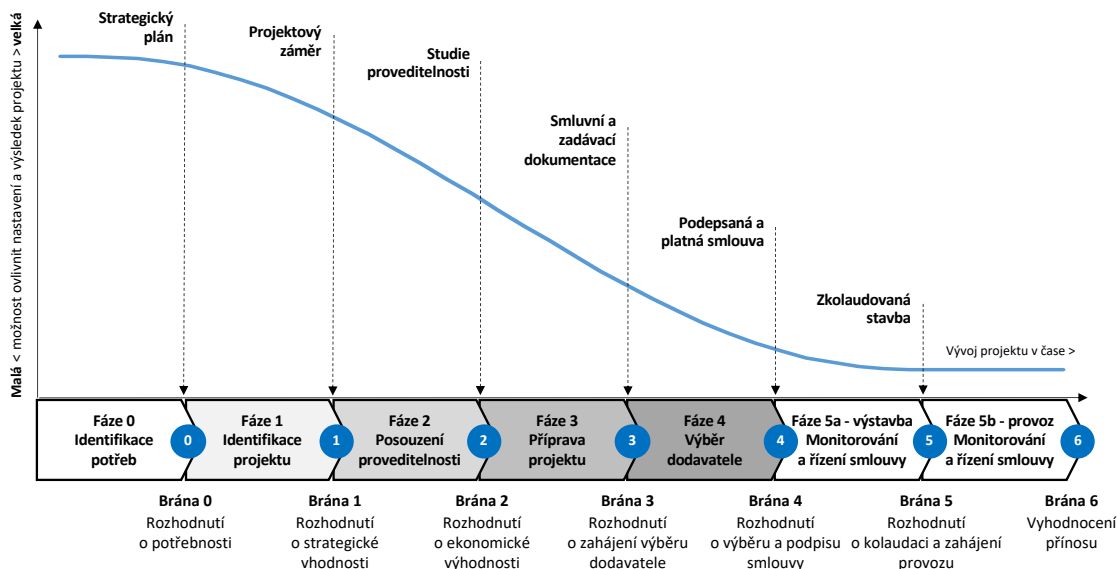 Malá < možnost ovlivnit nastavení a výsledek projektu > velká
Strategický
plán
Projektový
záměr
Studie
proveditelnosti
Smluvní a
zadávací
dokumentace
Podepsaná a
platná smlouva
Zkolaudovaná
stavba
Vývoj projektu v čase >
Fáze 0
Identifikace
potřeb
0
Fáze 1
Identifikace
projektu
1
Fáze 2
Posouzení
proveditelnosti
2
Fáze 3
Příprava
projektu
3
Fáze 4
Výběr
dodavatele
4
Fáze 5a - výstavba
Monitorování
a řízení smlouvy
5
Fáze 5b - provoz
Monitorování
a řízení smlouvy
6
Brána 0
Rozhodnutí
o potřebnosti
Brána 1
Rozhodnutí
o strategické
vhodnosti
Brána 2
Rozhodnutí
o ekonomické
výhodnosti
Brána 3
Rozhodnutí
o zahájení výběru
dodavatele
Brána 4
Rozhodnutí
o výběru a podpisu
smlouvy
Brána 5
Rozhodnutí
o kolaudaci a zahájení
provozu
Brána 6
Vyhodnocení
přínosu